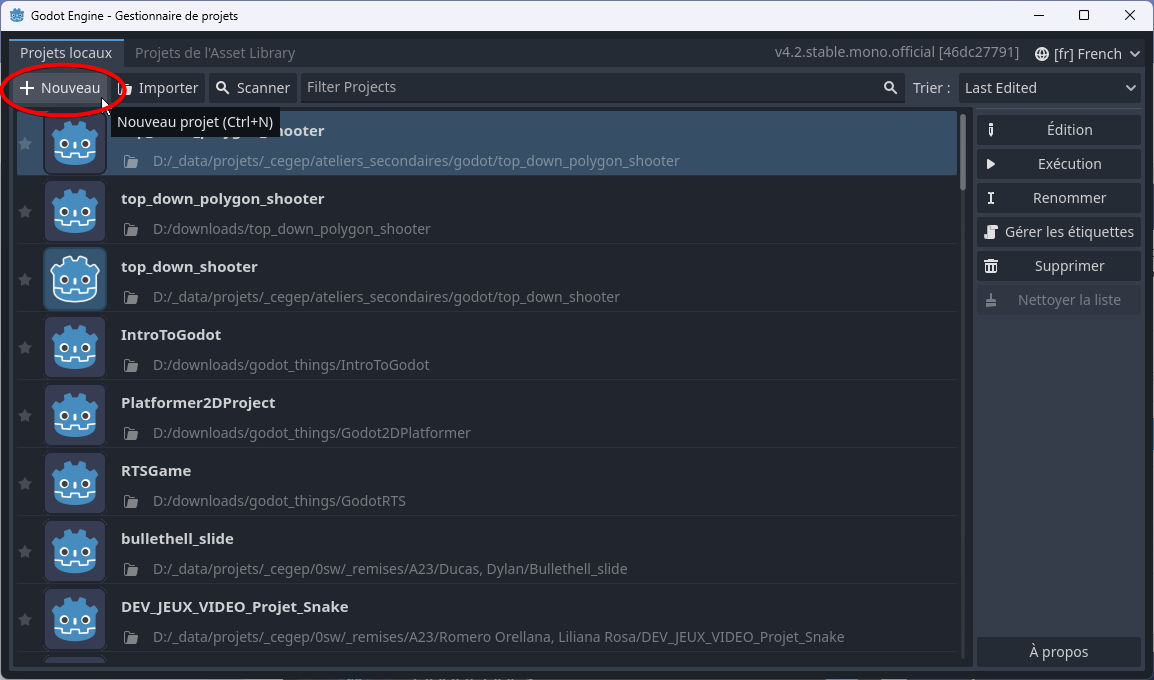 Godot Engine - Gestionnaire de projets
Projets locaux Projets de l'Asset Library v4.2.stable.mono.official [46dc27791] [fr] French
Nouveau Importer Scanner Filter Projects Trier : Last Edited
Nouveau projet (Ctrl+N)
shooter
D:/_data/projets/_cegep/ateliers_secondaires/godot/top_down_polygon_shooter
top_down_polygon_shooter
D:/downloads/top_down_polygon_shooter
top_down_shooter
D:/_data/projets/_cegep/ateliers_secondaires/godot/top_down_shooter
IntroToGodot
D:/downloads/godot_things/IntroToGodot
Platformer2DProject
D:/downloads/godot_things/Godot2DPlatformer
RTSGame
D:/downloads/godot_things/GodotRTS
bullethell_slide
D:/_data/projets/_cegep/0sw/_remises/A23/Ducas, Dylan/Bullethell_slide
DEV_JEUX_VIDEO_Projet_Snake
D:/_data/projets/_cegep/0sw/_remises/A23/Romero Orellana, Liliana Rosa/DEV_JEUX_VIDEO_Projet_Snake
Édition
Exécution
Renommer
Gérer les étiquettes
Supprimer
Nettoyer la liste
À propos